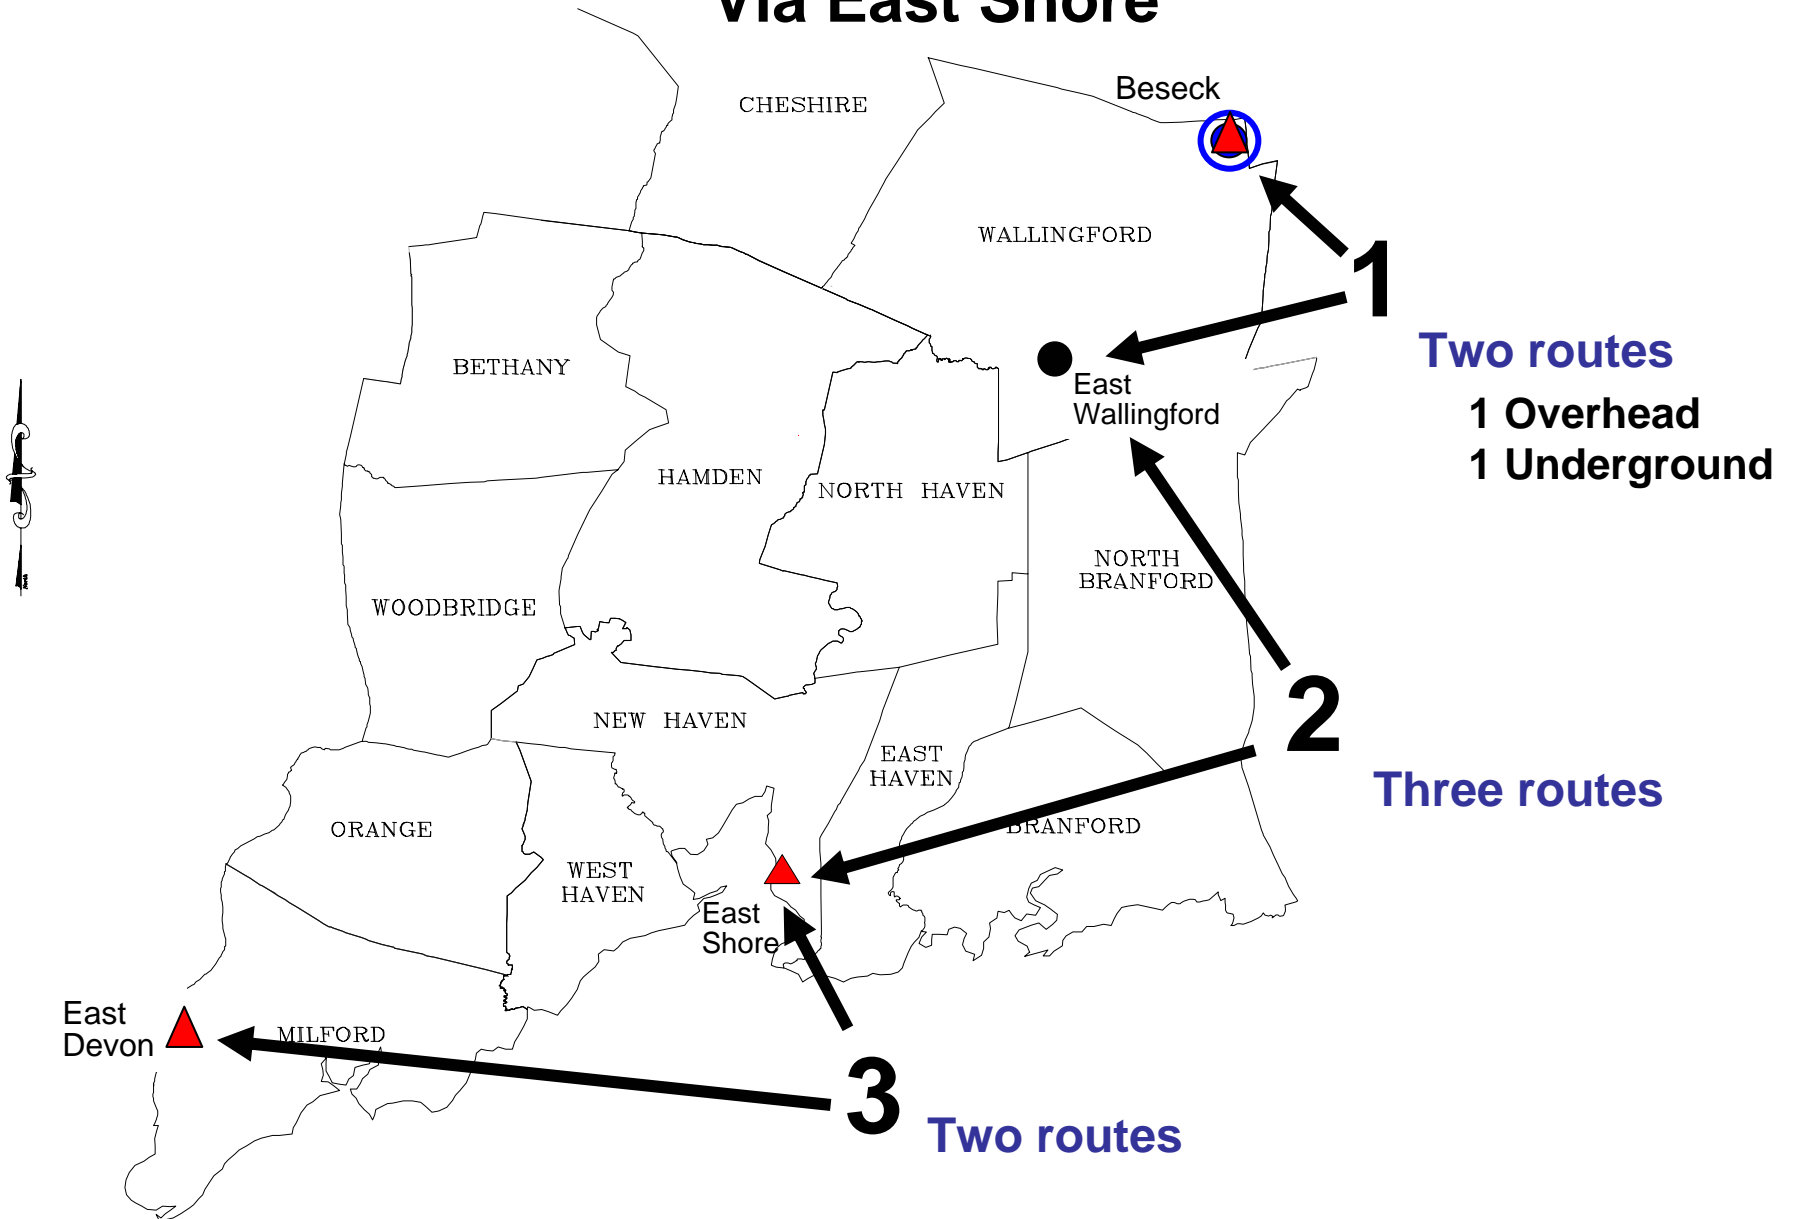 Via East Shore
Beseck
CHESHIRE
WALLINGFORD
1
Two routes
1 Overhead
1 Underground
BETHANY
East
Wallingford
HAMDEN
NORTH HAVEN
NORTH
BRANFORD
WOODBRIDGE
2
NEW HAVEN
EAST
HAVEN
Three routes
ORANGE
BRANFORD
WEST
HAVEN
East
Shore
East
Devon
MILFORD
3
Two routes